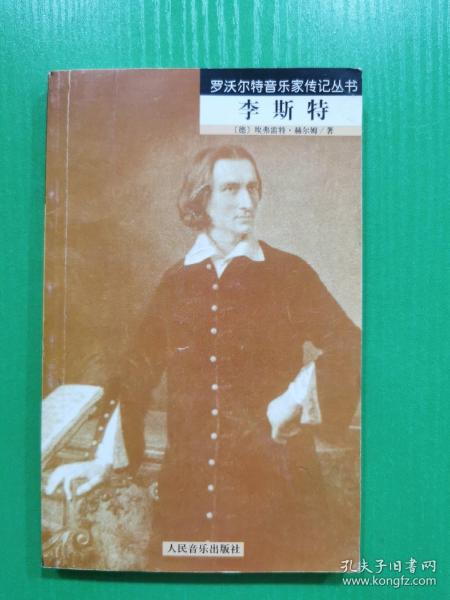 罗沃尔特音乐家传记丛书
李斯特
〔德〕埃弗雷特·赫尔姆/著
人民音乐出版社
孔夫子旧书网
www.kongfz.com